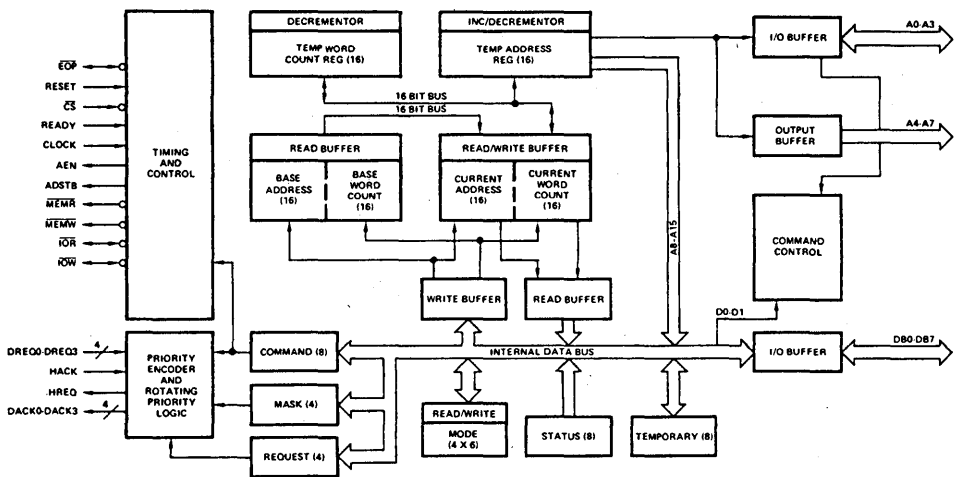 DECREMENTOR
TEMP WORD
COUNT REG (16)
INC/DECREMENTOR
TEMP ADDRESS
REG (16)
I/O BUFFER
A0-A3
16 BIT BUS
16 BIT BUS
EOP
RESET
CS
READY
CLOCK
AEN
ADSTB
MEMR
MEMW
IOR
IOW
TIMING
AND
CONTROL
READ BUFFER
BASE
ADDRESS
(16)
BASE
WORD
COUNT
(16)
READ/WRITE BUFFER
CURRENT
ADDRESS
(16)
CURRENT
WORD
COUNT
(16)
OUTPUT
BUFFER
A4-A7
A8-A15
COMMAND
CONTROL
WRITE BUFFER
READ BUFFER
D0-D1
DREQ0-DREQ3
4
HACK
HREQ
DACK0-DACK3
4
PRIORITY
ENCODER
AND
ROTATING
PRIORITY
LOGIC
COMMAND (8)
MASK (4)
REQUEST (4)
INTERNAL DATA BUS
I/O BUFFER
DB0-DB7
READ/WRITE
MODE
(4 X 6)
STATUS (8)
TEMPORARY (8)